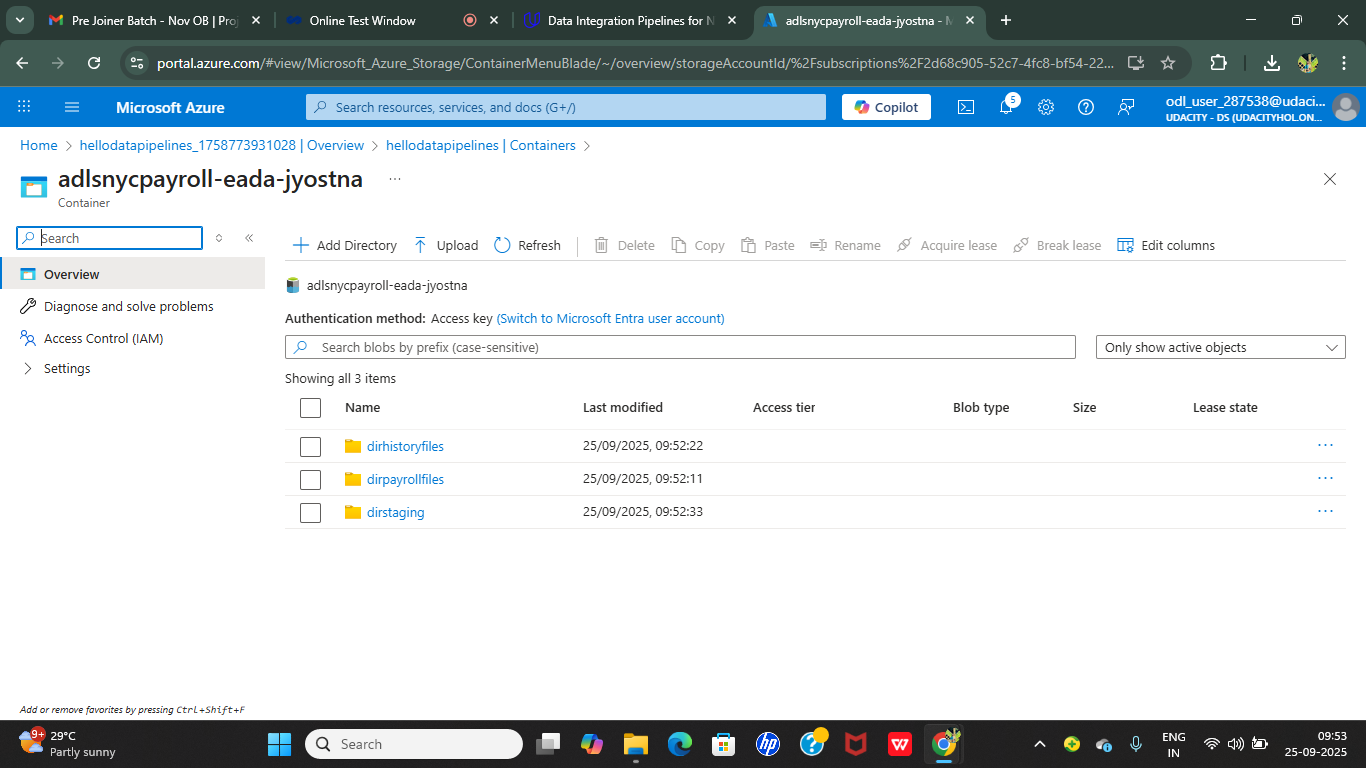 Pre Joiner Batch - Nov OB | Proj
Online Test Window
Data Integration Pipelines for N
adlsnycpayroll-eada-jyostna - M
portal.azure.com/#view/Microsoft_Azure_Storage/ContainerMenuBlade/~/overview/storageAccountId/%2Fsubscriptions%2F2d68c905-52c7-4fc8-bf54-22...
Microsoft Azure
Search resources, services, and docs (G+/)
Copilot
5
odl_user_287538@udaci...
UDACITY - DS (UDACITYHOL.ON...
Home > hellodatapipelines_1758773931028 | Overview > hellodatapipelines | Containers >
adlsnycpayroll-eada-jyostna ...
Container
Search
Overview
Diagnose and solve problems
Access Control (IAM)
Settings
Add Directory Upload Refresh Delete Copy Paste Rename Acquire lease Break lease Edit columns
adlsnycpayroll-eada-jyostna
Authentication method: Access key (Switch to Microsoft Entra user account)
Search blobs by prefix (case-sensitive)
Only show active objects
Showing all 3 items
Name Last modified Access tier Blob type Size Lease state
dirhistoryfiles 25/09/2025, 09:52:22 ...
dirpayrollfiles 25/09/2025, 09:52:11 ...
dirstaging 25/09/2025, 09:52:33 ...
Add or remove favorites by pressing Ctrl+Shift+F
9+
29°C
Partly sunny
Search
ENG
IN
09:53
25-09-2025